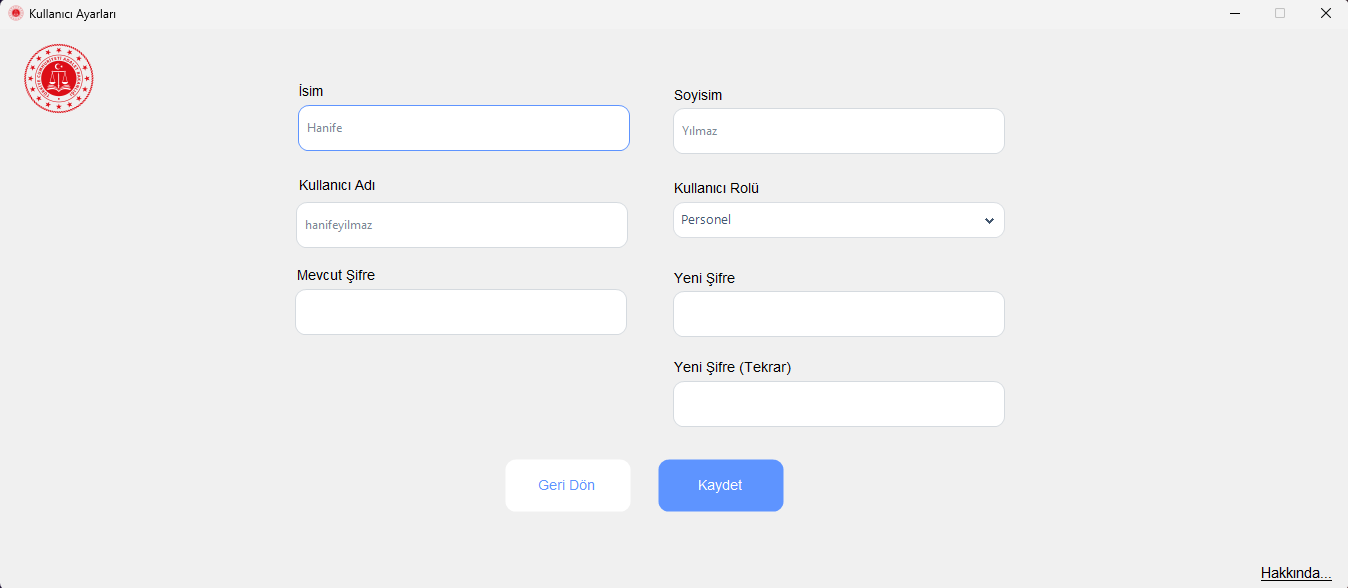 Kullanıcı Ayarları
İsim
Soyisim
Hanife
Yılmaz
Kullanıcı Adı
Kullanıcı Rolü
hanifeyilmaz
Personel
Mevcut Şifre
Yeni Şifre
Yeni Şifre (Tekrar)
Geri Dön
Kaydet
Hakkında...